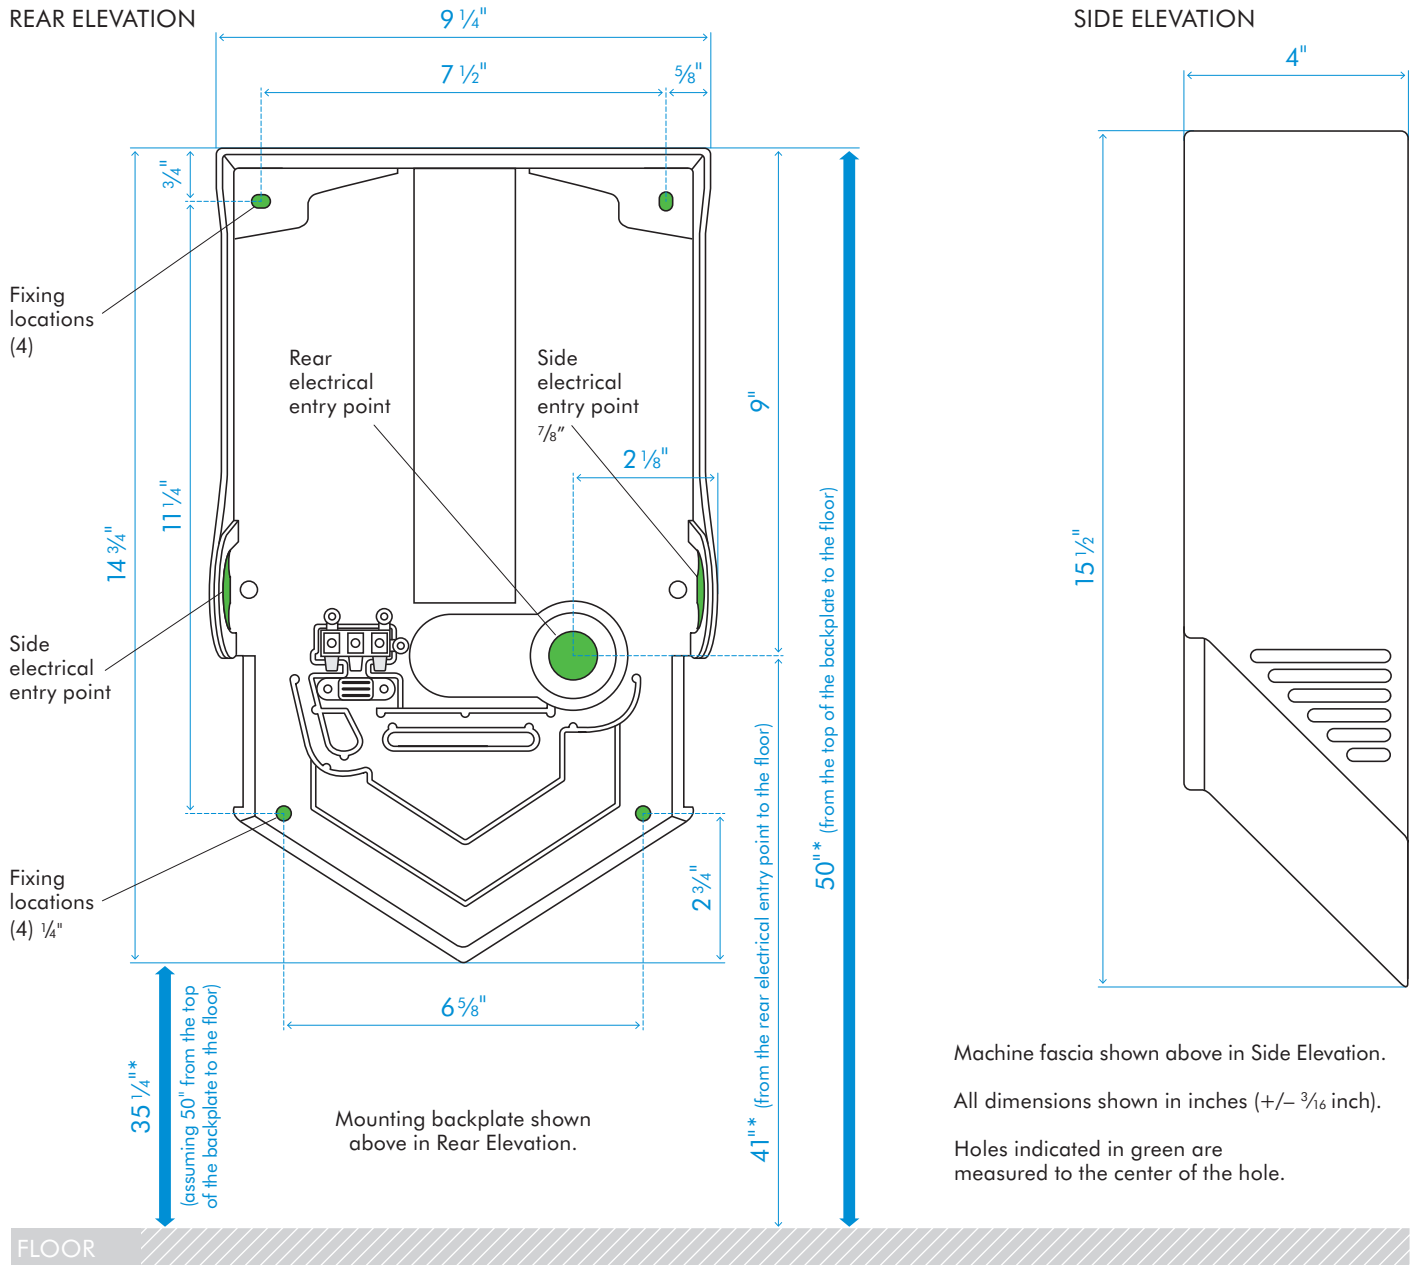 REAR ELEVATION
SIDE ELEVATION
9 ¼"
7 ½"
⅝"
4"
¾"
Fixing
locations
(4)
Rear
electrical
entry point
Side
electrical
entry point
⅞”
9"
2 ⅛"
11 ¼"
14 ¾"
15 ½"
50"* (from the top of the backplate to the floor)
Side
electrical
entry point
Fixing
locations
(4) ¼"
2 ¾"
41"* (from the rear electrical entry point to the floor)
6 ⅝"
35 ¼"*
(assuming 50" from the top
of the backplate to the floor)
Mounting backplate shown
above in Rear Elevation.
Machine fascia shown above in Side Elevation.
All dimensions shown in inches (+/– 3/16 inch).
Holes indicated in green are
measured to the center of the hole.
FLOOR